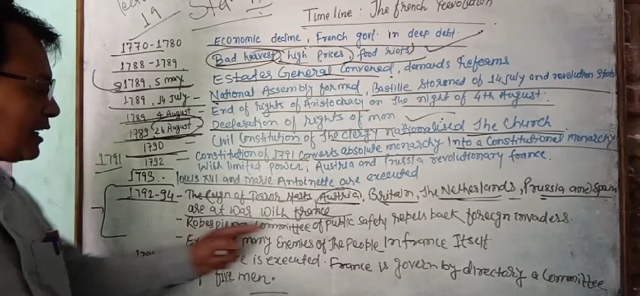 19
Time line: The french revolution
1770-1780 Economic decline, French govt. in deep debt.
1788-1789 Bad harvest, high Prices, food riots
1789, 5 may Estates General Convened, demands Reforms
1789, 14 July National Assembly formed, Bastille stormed of 14 July and revolution starts
1789 4 August End of rights of Aristocracy on the night of 4th August.
1789 26 August Declaration of rights of man
1790 Civil Constitution of The clergy nationalised The Church
1791 Constitution of 1791 converts absolute monarchy Into a Constitutional monarchy
1792 with limited power, Austria and Prussia revolutionary france.
1793. and Marie Antoinette are executed
1792-94 - The Reign of Terror starts Austria, Britain, The Netherlands, Prussia and Spain
are at war with france
- Committee of Public Safety repels back foreign invaders.
many Enemies of The People In france Itself
is executed. France is govern by directory a Committee
five men.